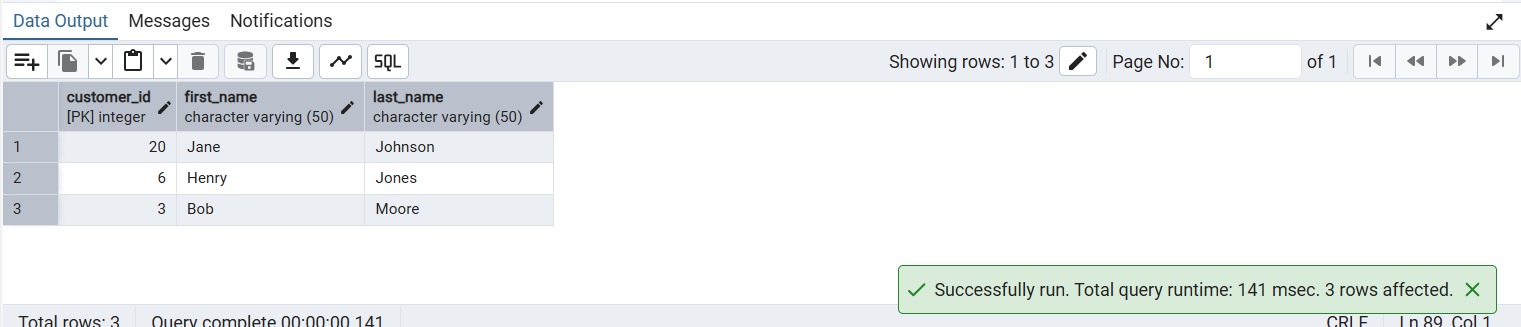 Data Output Messages Notifications
SQL Showing rows: 1 to 3 Page No: 1 of 1
customer_id first_name last_name
[PK] integer character varying (50) character varying (50)
1 20 Jane Johnson
2 6 Henry Jones
3 3 Bob Moore
Successfully run. Total query runtime: 141 msec. 3 rows affected.
Total rows: 3 Query complete 00:00:00.141 CRLF Ln 89, Col 1